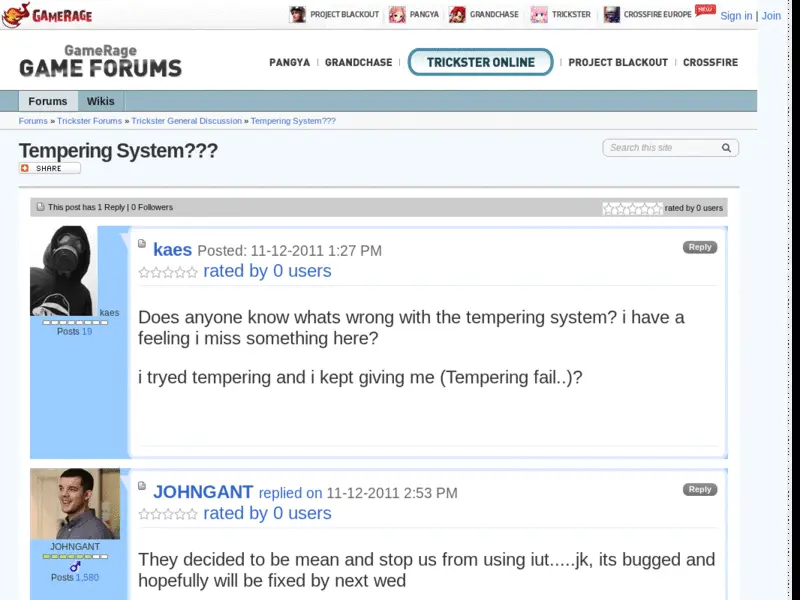 GAMERAGE
PROJECT BLACKOUT
PANGYA
GRANDCHASE
TRICKSTER
CROSSFIRE EUROPE
NEW
Sign in | Join
GameRage
GAME FORUMS
PANGYA | GRANDCHASE | TRICKSTER ONLINE | PROJECT BLACKOUT | CROSSFIRE
Forums Wikis
Forums » Trickster Forums » Trickster General Discussion » Tempering System???
Tempering System???
Search this site
SHARE
This post has 1 Reply | 0 Followers
rated by 0 users
kaes Posted: 11-12-2011 1:27 PM
Reply
rated by 0 users
kaes
Posts 19
Does anyone know whats wrong with the tempering system? i have a
feeling i miss something here?
i tryed tempering and i kept giving me (Tempering fail..)?
JOHNGANT replied on 11-12-2011 2:53 PM
Reply
rated by 0 users
JOHNGANT
Posts 1,580
They decided to be mean and stop us from using iut.....jk, its bugged and
hopefully will be fixed by next wed